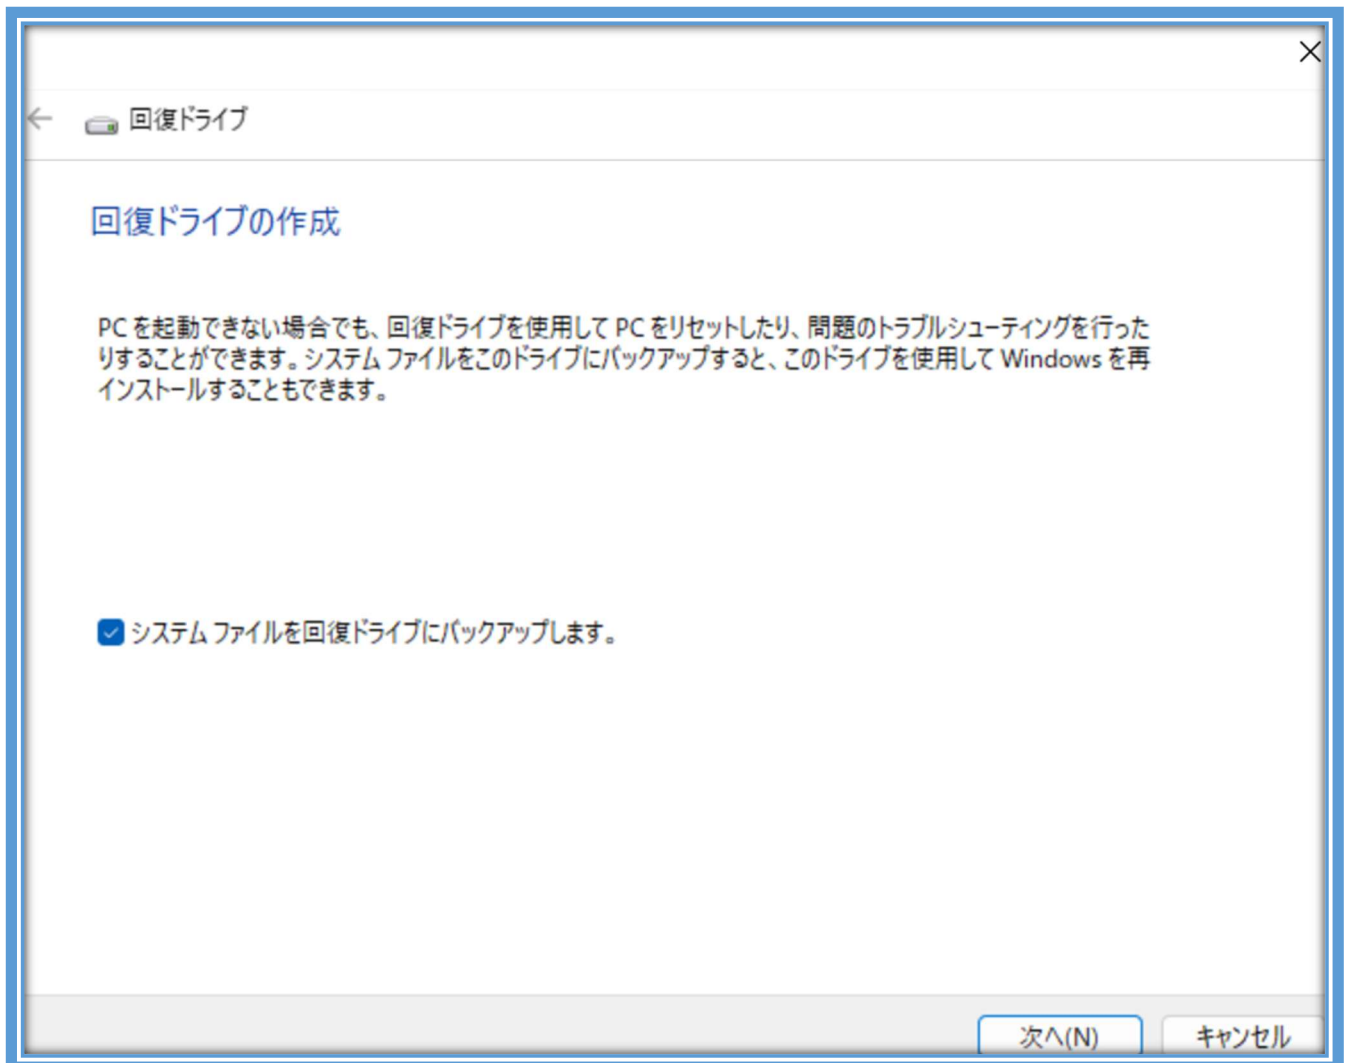 回復ドライブ
回復ドライブの作成
PC を起動できない場合でも、回復ドライブを使用して PC をリセットしたり、問題のトラブルシューティングを行った
りすることができます。システム ファイルをこのドライブにバックアップすると、このドライブを使用して Windows を再
インストールすることもできます。
システム ファイルを回復ドライブにバックアップします。
次へ(N)
キャンセル